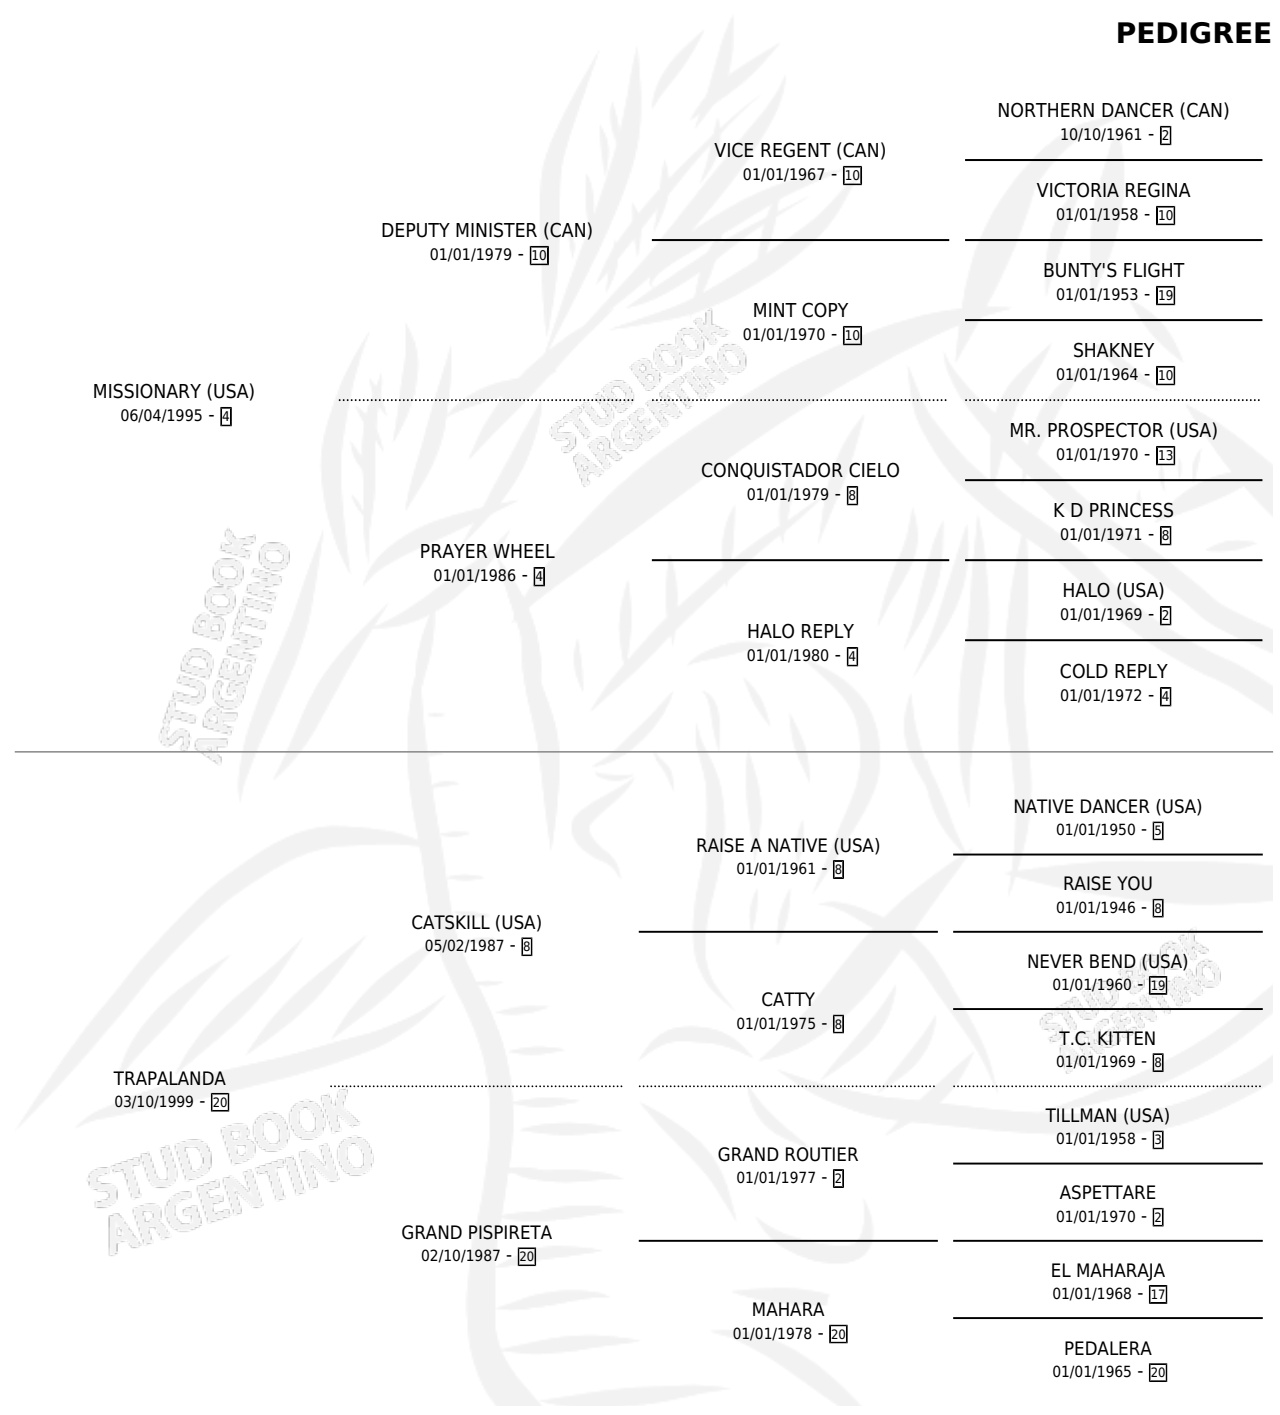 PEDIGREE
NORTHERN DANCER (CAN)
10/10/1961 - 2
VICE REGENT (CAN)
01/01/1967 - 10
VICTORIA REGINA
01/01/1958 - 10
DEPUTY MINISTER (CAN)
01/01/1979 - 10
BUNTY'S FLIGHT
01/01/1953 - 19
MINT COPY
01/01/1970 - 10
SHAKNEY
01/01/1964 - 10
MISSIONARY (USA)
06/04/1995 - 4
STUD BOOK
ARGENTINO
MR. PROSPECTOR (USA)
01/01/1970 - 13
CONQUISTADOR CIELO
01/01/1979 - 8
K D PRINCESS
01/01/1971 - 8
PRAYER WHEEL
01/01/1986 - 4
HALO (USA)
01/01/1969 - 2
HALO REPLY
01/01/1980 - 4
COLD REPLY
01/01/1972 - 4
STUD BOOK
ARGENTINO
NATIVE DANCER (USA)
01/01/1950 - 5
RAISE A NATIVE (USA)
01/01/1961 - 8
RAISE YOU
01/01/1946 - 8
CATSKILL (USA)
05/02/1987 - 8
NEVER BEND (USA)
01/01/1960 - 19
CATTY
01/01/1975 - 8
STUD BOOK
ARGENTINO
T.C. KITTEN
01/01/1969 - 8
TRAPALANDA
03/10/1999 - 20
TILLMAN (USA)
01/01/1958 - 3
GRAND ROUTIER
01/01/1977 - 2
STUD BOOK
ARGENTINO
ASPETTARE
01/01/1970 - 2
GRAND PISPIRETA
02/10/1987 - 20
EL MAHARAJA
01/01/1968 - 17
MAHARA
01/01/1978 - 20
PEDALERA
01/01/1965 - 20